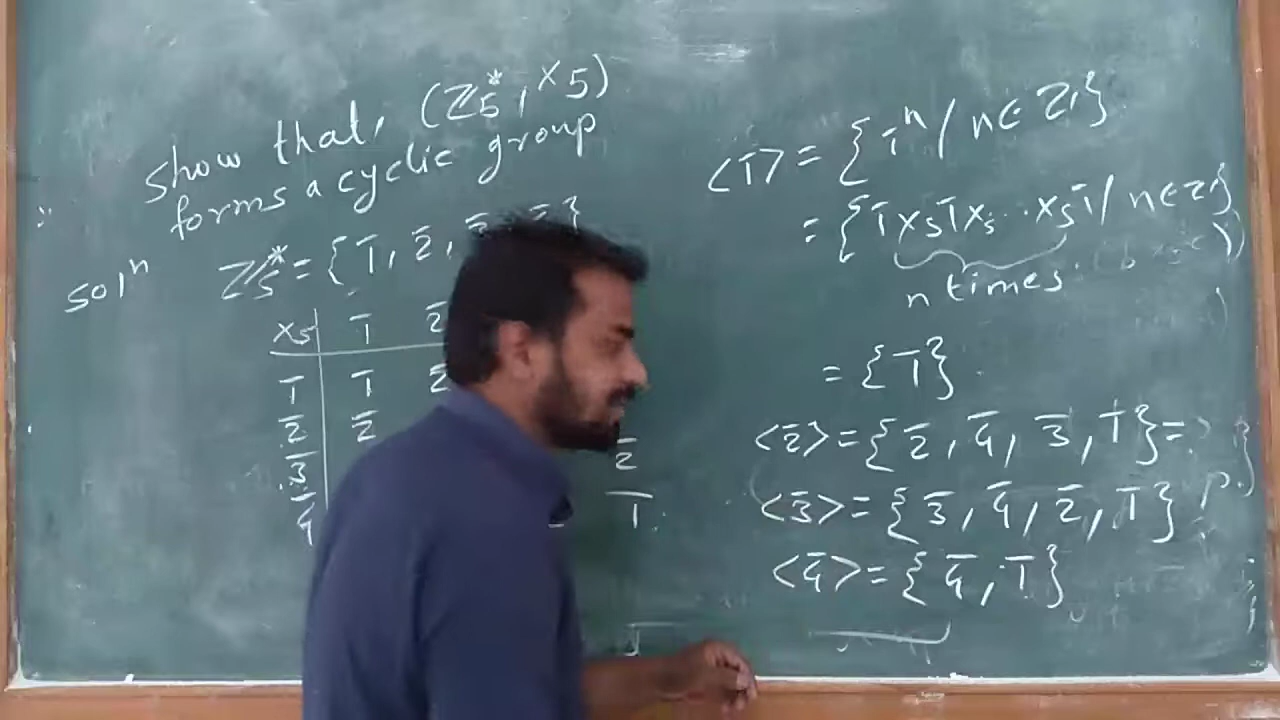 show that, (ℤ₅*, ×₅)
forms a cyclic group
solⁿ ℤ₅* = {1̄, 2̄,
×₅ 1̄ 2̄
1̄ 1̄ 2̄
2̄ 2̄
3̄ 2̄
4̄ 1̄
<1̄> = {1̄ⁿ / n ∈ ℤ}
= {1̄ ×₅ 1̄ ×₅ ... ×₅ 1̄ / n ∈ ℤ}
n times
= {1̄}
<2̄> = {2̄, 4̄, 3̄, 1̄} =
<3̄> = {3̄, 4̄, 2̄, 1̄}
<4̄> = {4̄, 1̄}